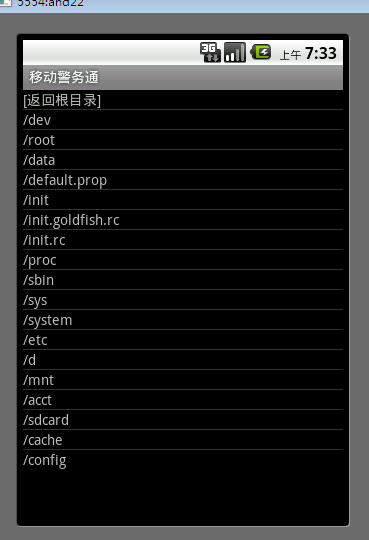 5554:and22
3G
上午 7:33
移动警务通
[返回根目录]
/dev
/root
/data
/default.prop
/init
/init.goldfish.rc
/init.rc
/proc
/sbin
/sys
/system
/etc
/d
/mnt
/acct
/sdcard
/cache
/config